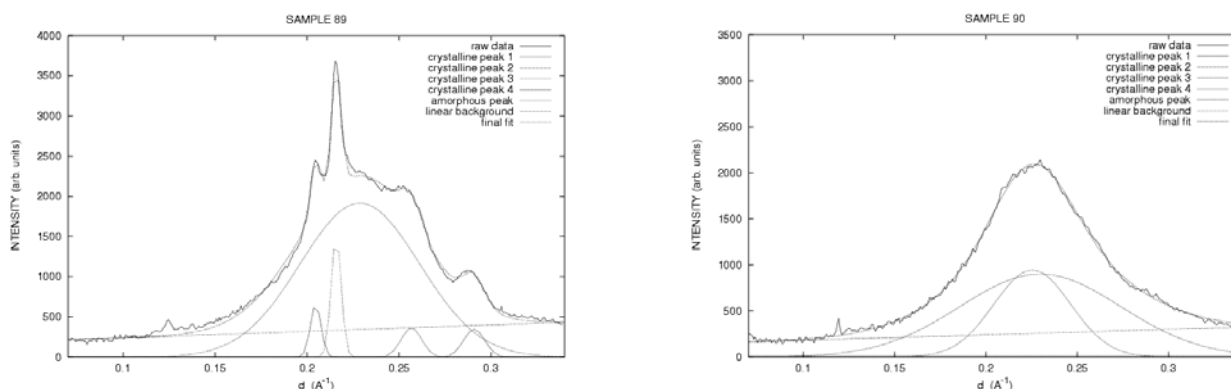 SAMPLE 89
4000
3500
3000
2500
2000
1500
1000
500
0
INTENSITY (arb. units)
raw data
crystalline peak 1
crystalline peak 2
crystalline peak 3
crystalline peak 4
amorphous peak
linear background
final fit
0.1
0.15
0.2
0.25
0.3
d (A⁻¹)
SAMPLE 90
3500
3000
2500
2000
1500
1000
500
0
INTENSITY (arb. units)
raw data
crystalline peak 1
crystalline peak 2
crystalline peak 3
crystalline peak 4
amorphous peak
linear background
final fit
0.1
0.15
0.2
0.25
0.3
d (A⁻¹)